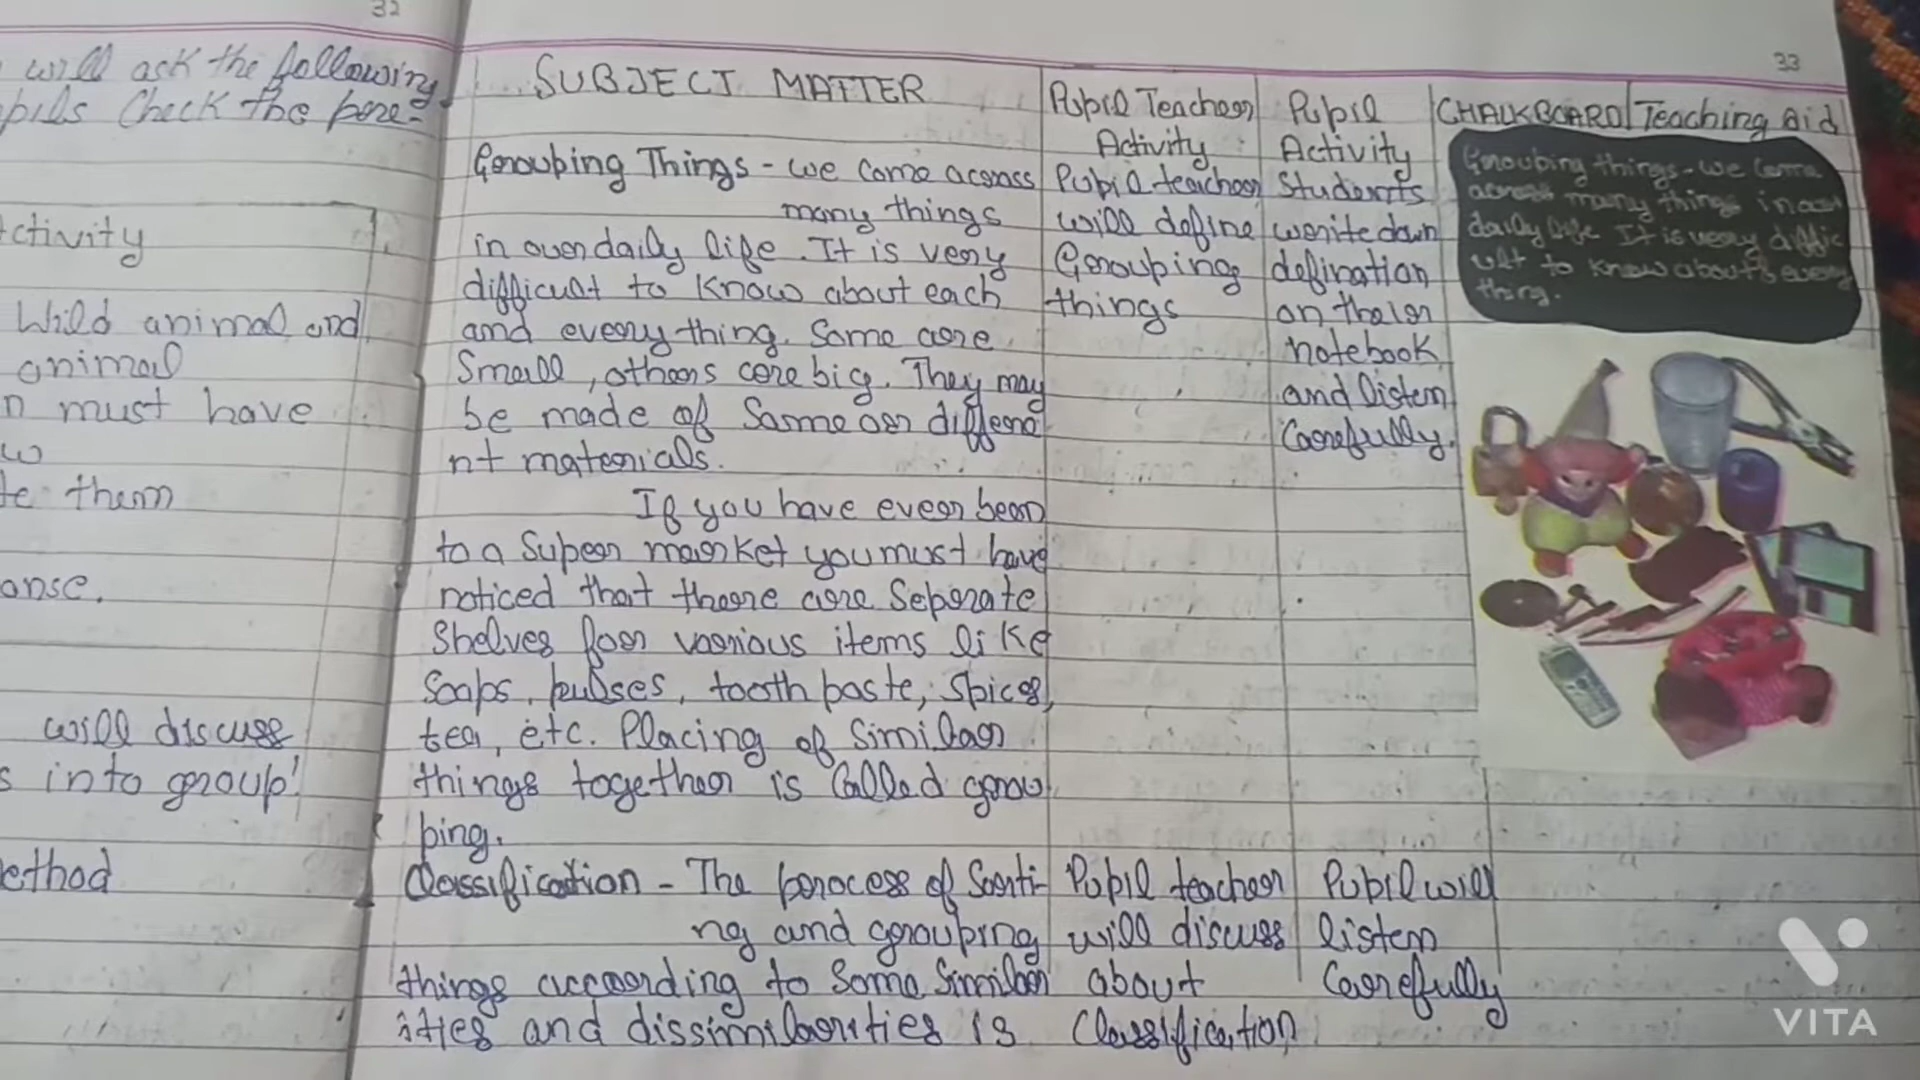 32
will ask the following
pils Check the pore-
ctivity
Wild animal and
animal
n must have
w
te them
onse.
will discuss
s into group'
ethod
33
SUBJECT MATTER
Grouping Things - we come across
many things
in our daily life. It is very
difficult to know about each
and every thing. Some are
Small, others are big. They may
be made of Same or differe
nt materials.
If you have ever been
to a Super market you must have
noticed that there are Seperate
Shelves for various items like
Soaps, pulses, tooth paste, spices,
tea, etc. Placing of Similar
things together is Called grou
ping.
Classification - The process of Sorti-
ng and grouping
things according to Some Similar
ities and dissimilarities is
Pupil Teacher
Activity
Pupil teacher
will define
Grouping
things
Pupil teacher
will discuss
about
Classification
Pupil
Activity
Students
write down
defination
on their
notebook
and listen
Carefully.
Pupil will
listen
Carefully
CHALKBOARD
Grouping things - we come
across many things in our
daily life It is very diffic
ult to know about every
thing.
Teaching aid
VITA